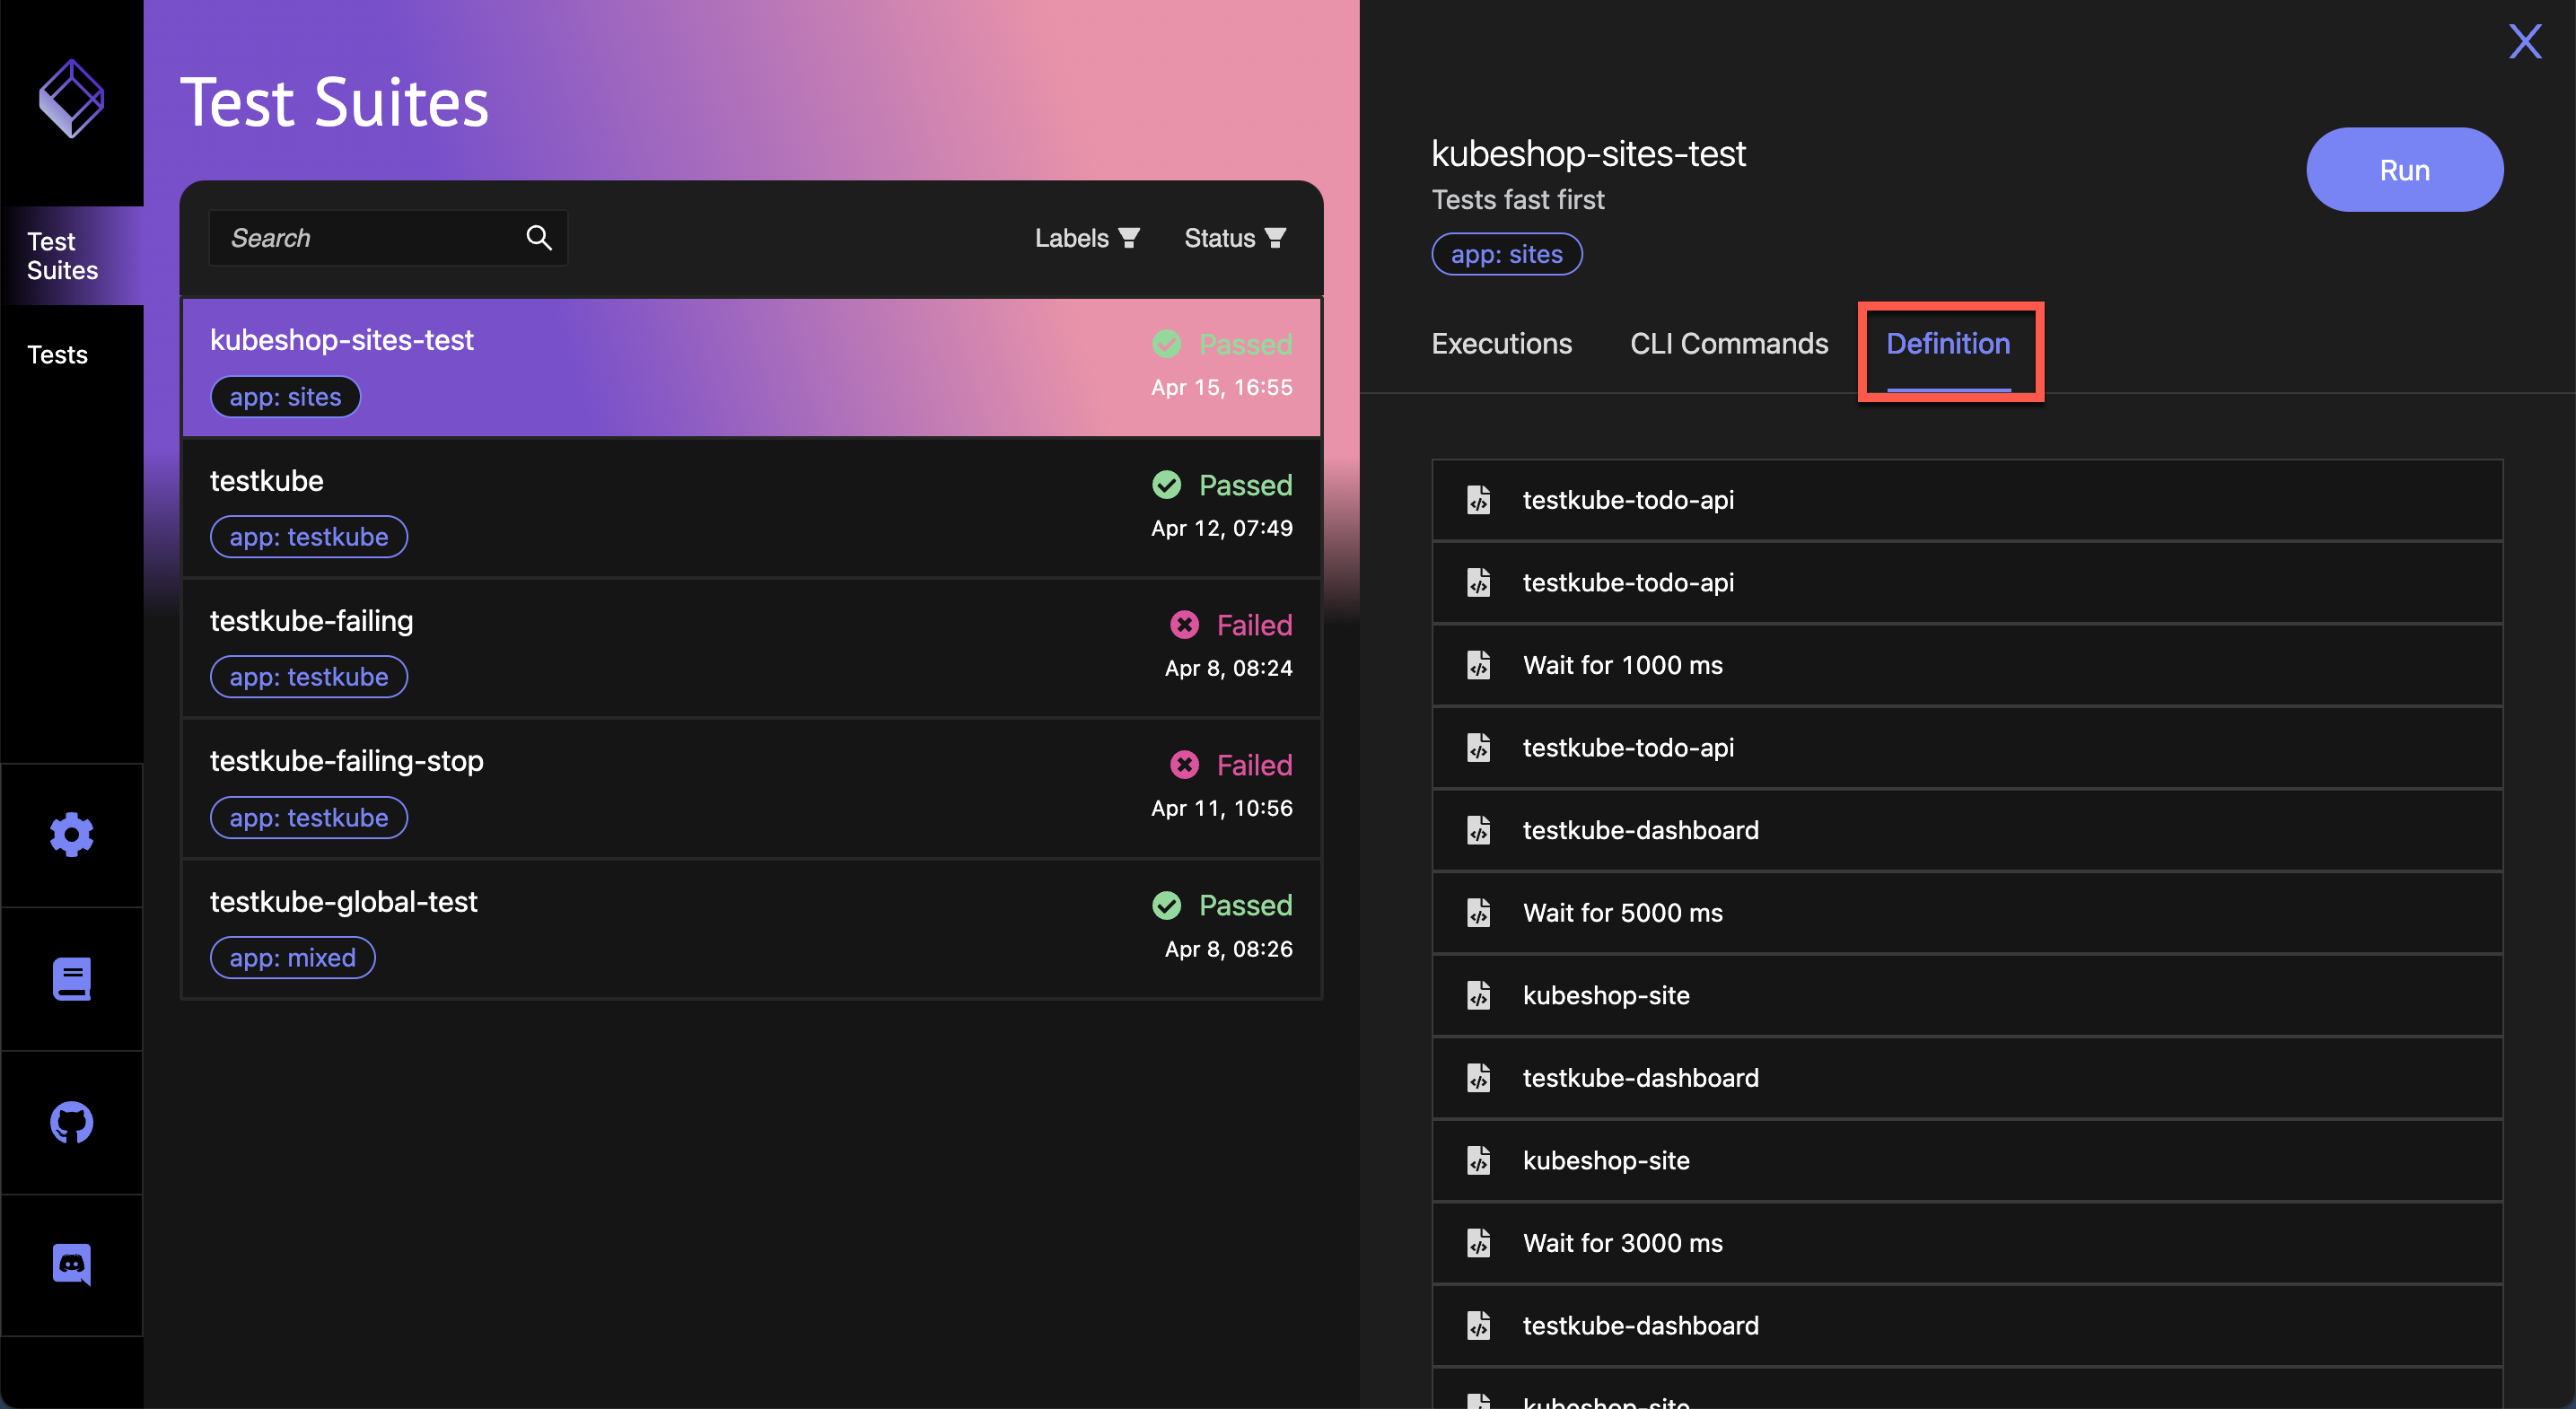 Test Suites
Test
Suites
Tests
Search
Labels
Status
kubeshop-sites-test
Passed
app: sites
Apr 15, 16:55
testkube
Passed
app: testkube
Apr 12, 07:49
testkube-failing
Failed
app: testkube
Apr 8, 08:24
testkube-failing-stop
Failed
app: testkube
Apr 11, 10:56
testkube-global-test
Passed
app: mixed
Apr 8, 08:26
X
kubeshop-sites-test
Run
Tests fast first
app: sites
Executions CLI Commands Definition
testkube-todo-api
testkube-todo-api
Wait for 1000 ms
testkube-todo-api
testkube-dashboard
Wait for 5000 ms
kubeshop-site
testkube-dashboard
kubeshop-site
Wait for 3000 ms
testkube-dashboard
kubeshop-site